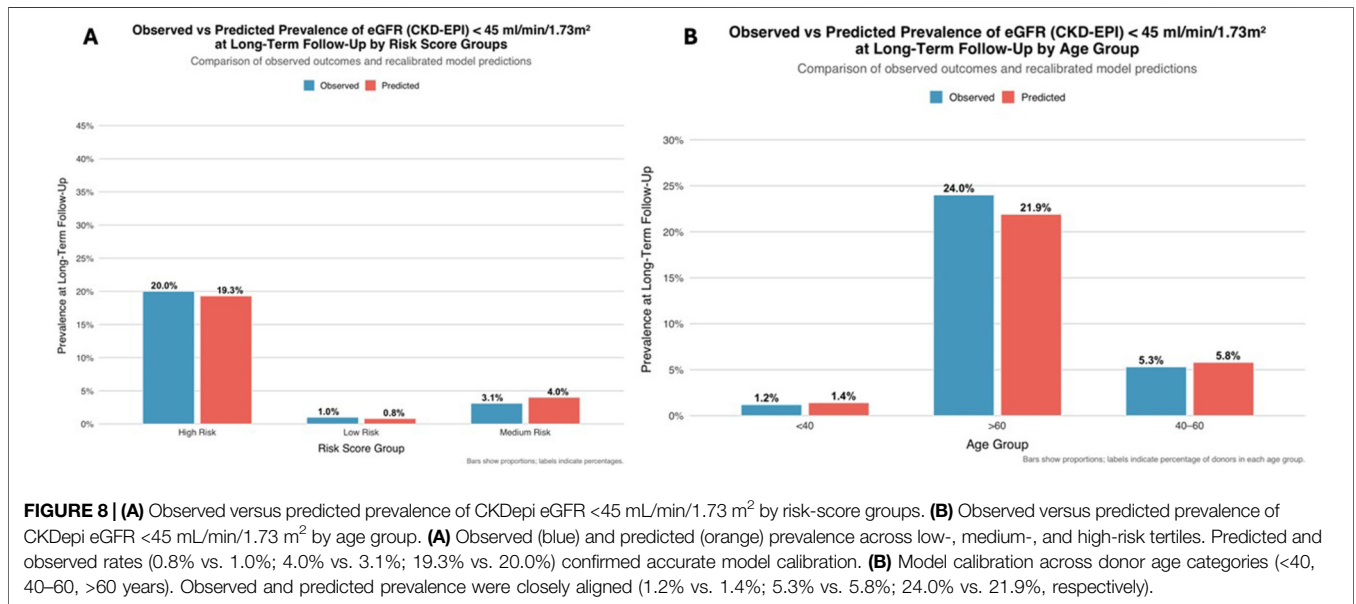 A
Observed vs Predicted Prevalence of eGFR (CKD-EPI) < 45 ml/min/1.73m²
at Long-Term Follow-Up by Risk Score Groups
Comparison of observed outcomes and recalibrated model predictions
Observed Predicted
Prevalence at Long-Term Follow-Up
45%
40%
35%
30%
25%
20%
15%
10%
5%
0%
20.0% 19.3%
1.0% 0.8%
3.1% 4.0%
High Risk Low Risk Medium Risk
Risk Score Group
Bars show proportions; labels indicate percentages.
B
Observed vs Predicted Prevalence of eGFR (CKD-EPI) < 45 ml/min/1.73m²
at Long-Term Follow-Up by Age Group
Comparison of observed outcomes and recalibrated model predictions
Observed Predicted
Prevalence at Long-Term Follow-Up
30%
25%
20%
15%
10%
5%
0%
1.2% 1.4%
24.0% 21.9%
5.3% 5.8%
<40 >60 40–60
Age Group
Bars show proportions; labels indicate percentage of donors in each age group.
FIGURE 8 | (A) Observed versus predicted prevalence of CKDepi eGFR <45 mL/min/1.73 m² by risk-score groups. (B) Observed versus predicted prevalence of
CKDepi eGFR <45 mL/min/1.73 m² by age group. (A) Observed (blue) and predicted (orange) prevalence across low-, medium-, and high-risk tertiles. Predicted and
observed rates (0.8% vs. 1.0%; 4.0% vs. 3.1%; 19.3% vs. 20.0%) confirmed accurate model calibration. (B) Model calibration across donor age categories (<40,
40–60, >60 years). Observed and predicted prevalence were closely aligned (1.2% vs. 1.4%; 5.3% vs. 5.8%; 24.0% vs. 21.9%, respectively).